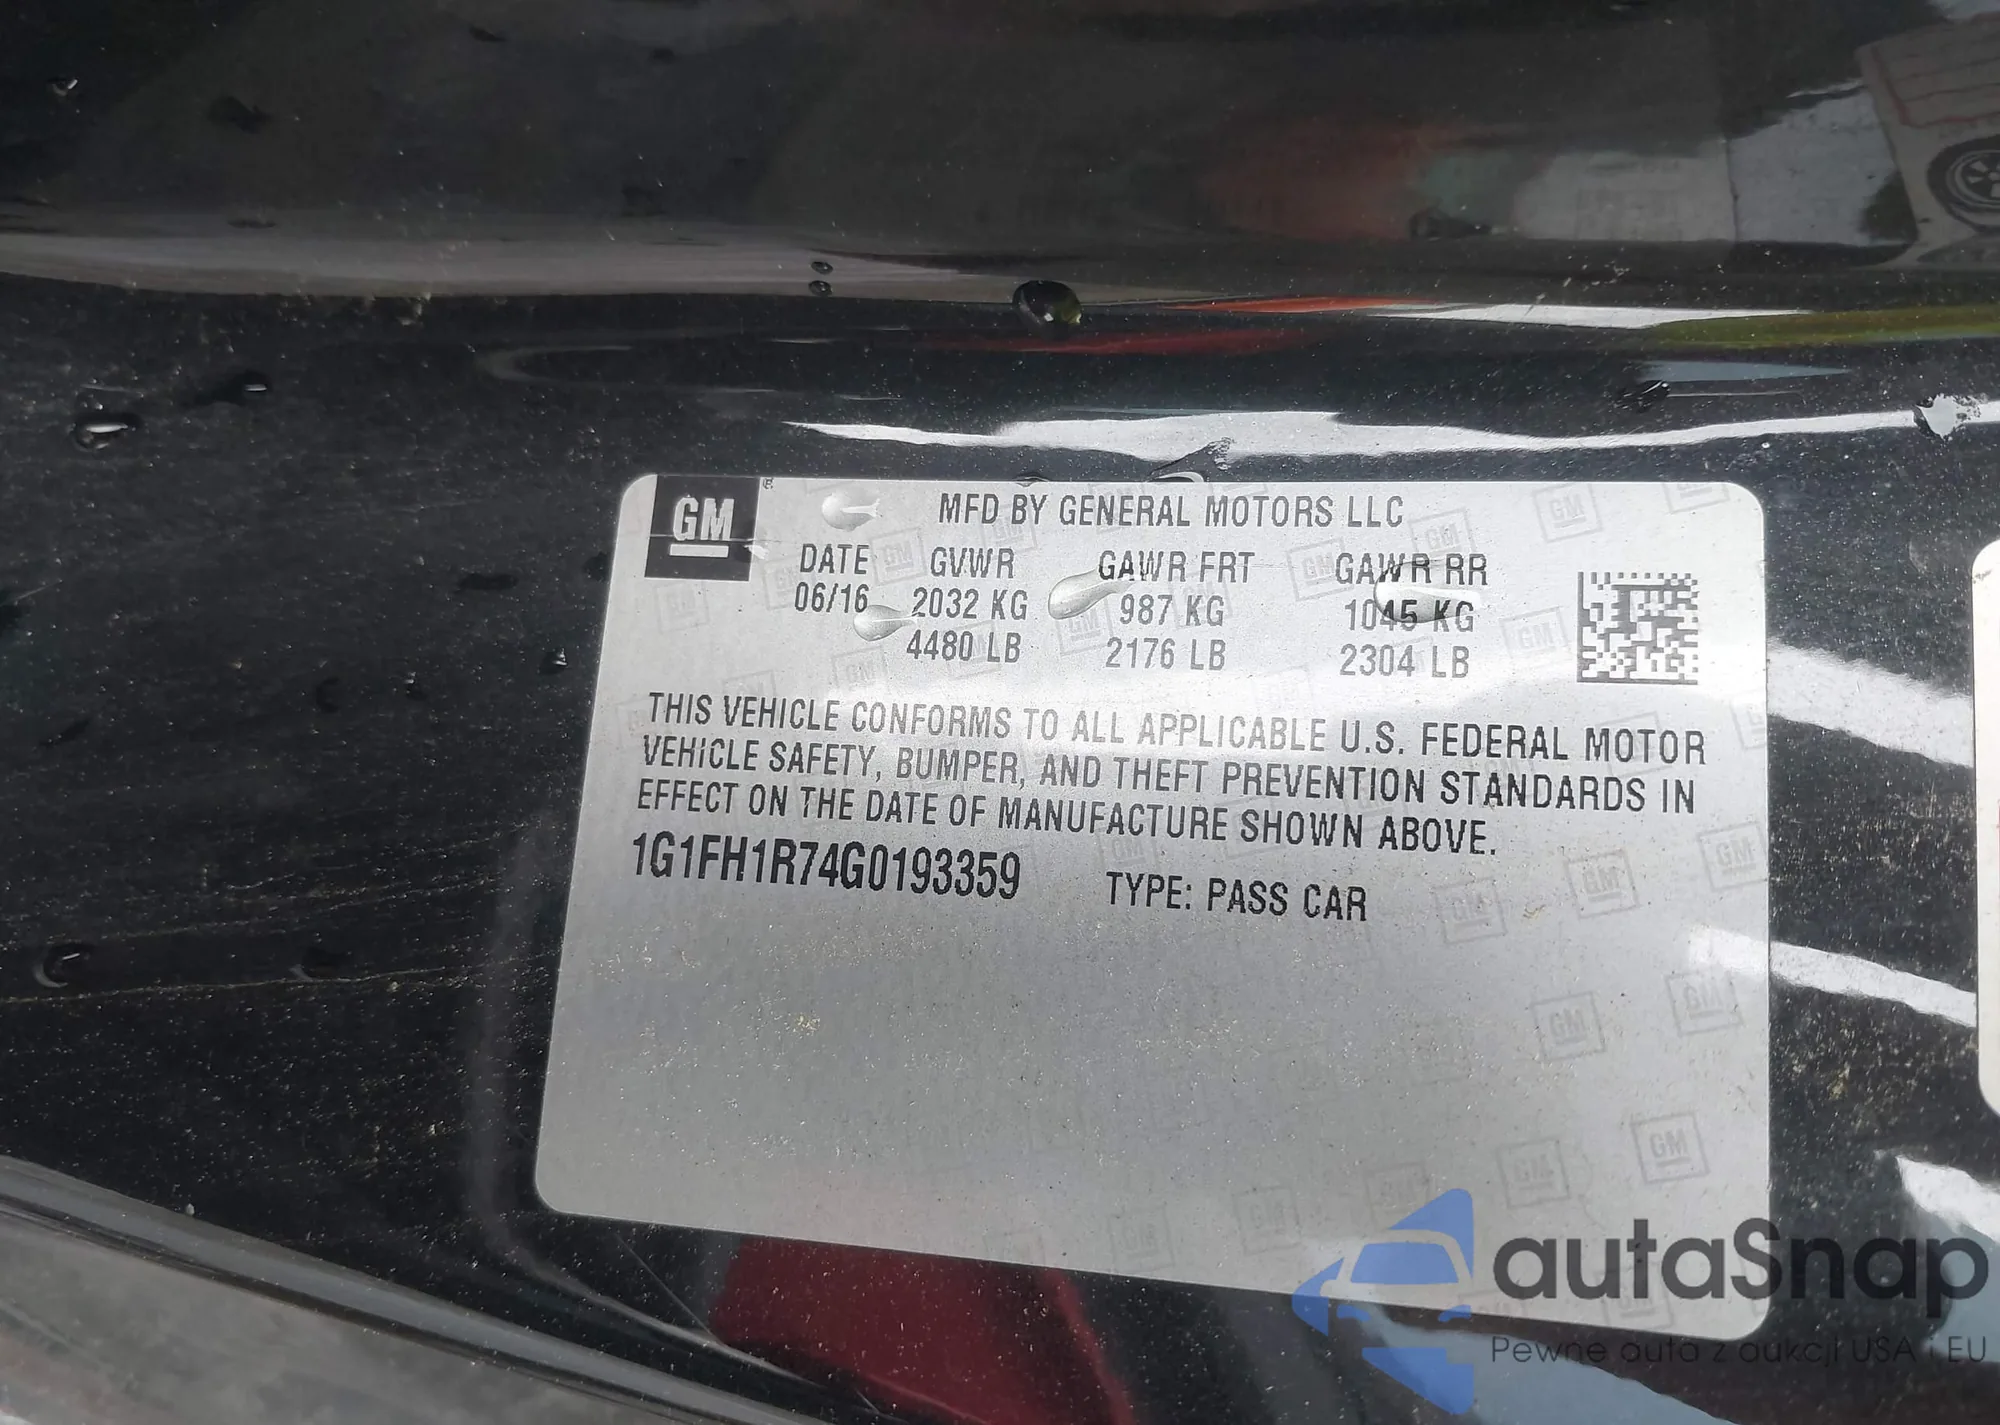 GM
MFD BY GENERAL MOTORS LLC
DATE GVWR GAWR FRT GAWR RR
06/16 2032 KG 987 KG 1045 KG
4480 LB 2176 LB 2304 LB
THIS VEHICLE CONFORMS TO ALL APPLICABLE U.S. FEDERAL MOTOR
VEHICLE SAFETY, BUMPER, AND THEFT PREVENTION STANDARDS IN
EFFECT ON THE DATE OF MANUFACTURE SHOWN ABOVE.
1G1FH1R74G0193359 TYPE: PASS CAR
autaSnap
Pewne auta z aukcji USA i EU